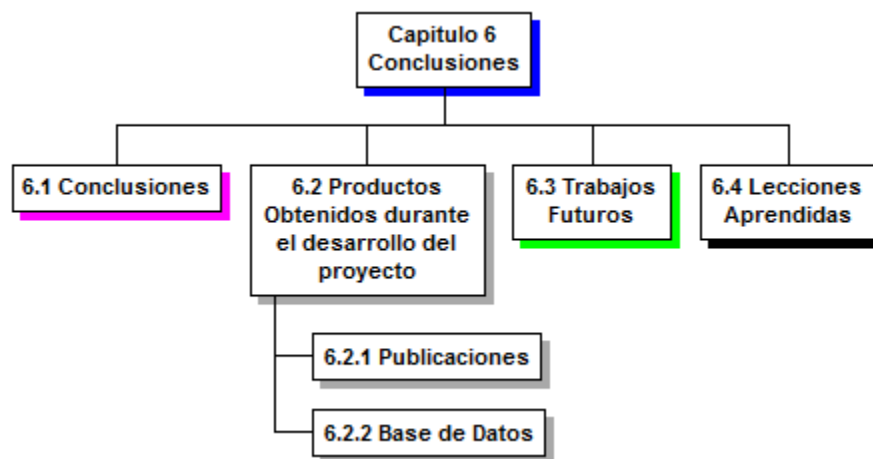 Capitulo 6
Conclusiones
6.1 Conclusiones
6.2 Productos
Obtenidos durante
el desarrollo del
proyecto
6.3 Trabajos
Futuros
6.4 Lecciones
Aprendidas
6.2.1 Publicaciones
6.2.2 Base de Datos